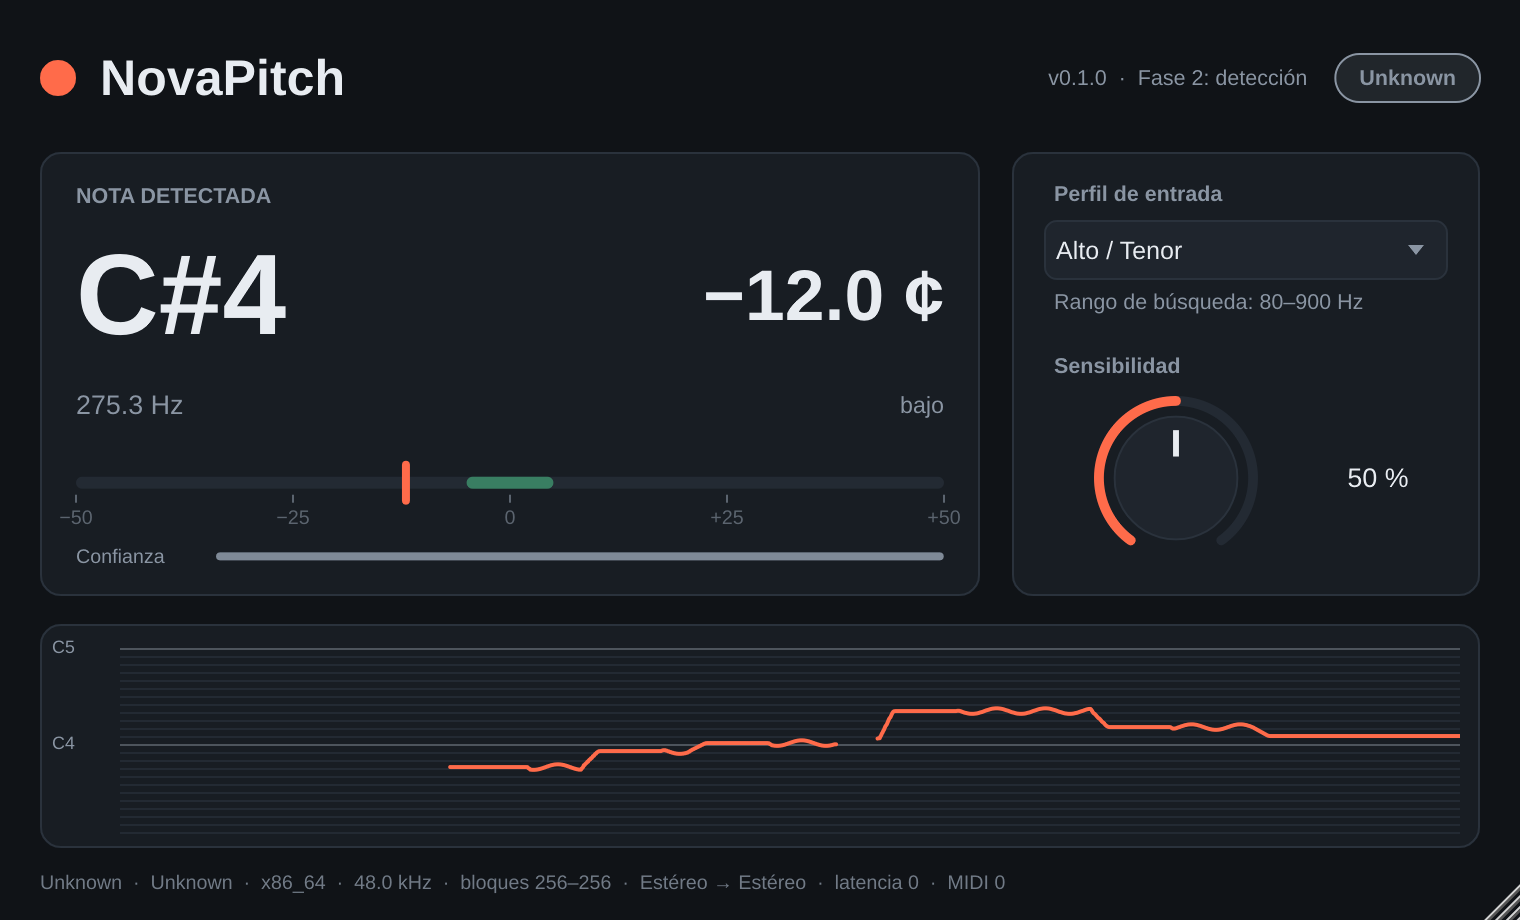 NovaPitch
v0.1.0 · Fase 2: detección
Unknown
NOTA DETECTADA
C#4
−12.0 ¢
275.3 Hz
bajo
−50 −25 0 +25 +50
Confianza
Perfil de entrada
Alto / Tenor
Rango de búsqueda: 80–900 Hz
Sensibilidad
50 %
C5
C4
Unknown · Unknown · x86_64 · 48.0 kHz · bloques 256–256 · Estéreo → Estéreo · latencia 0 · MIDI 0